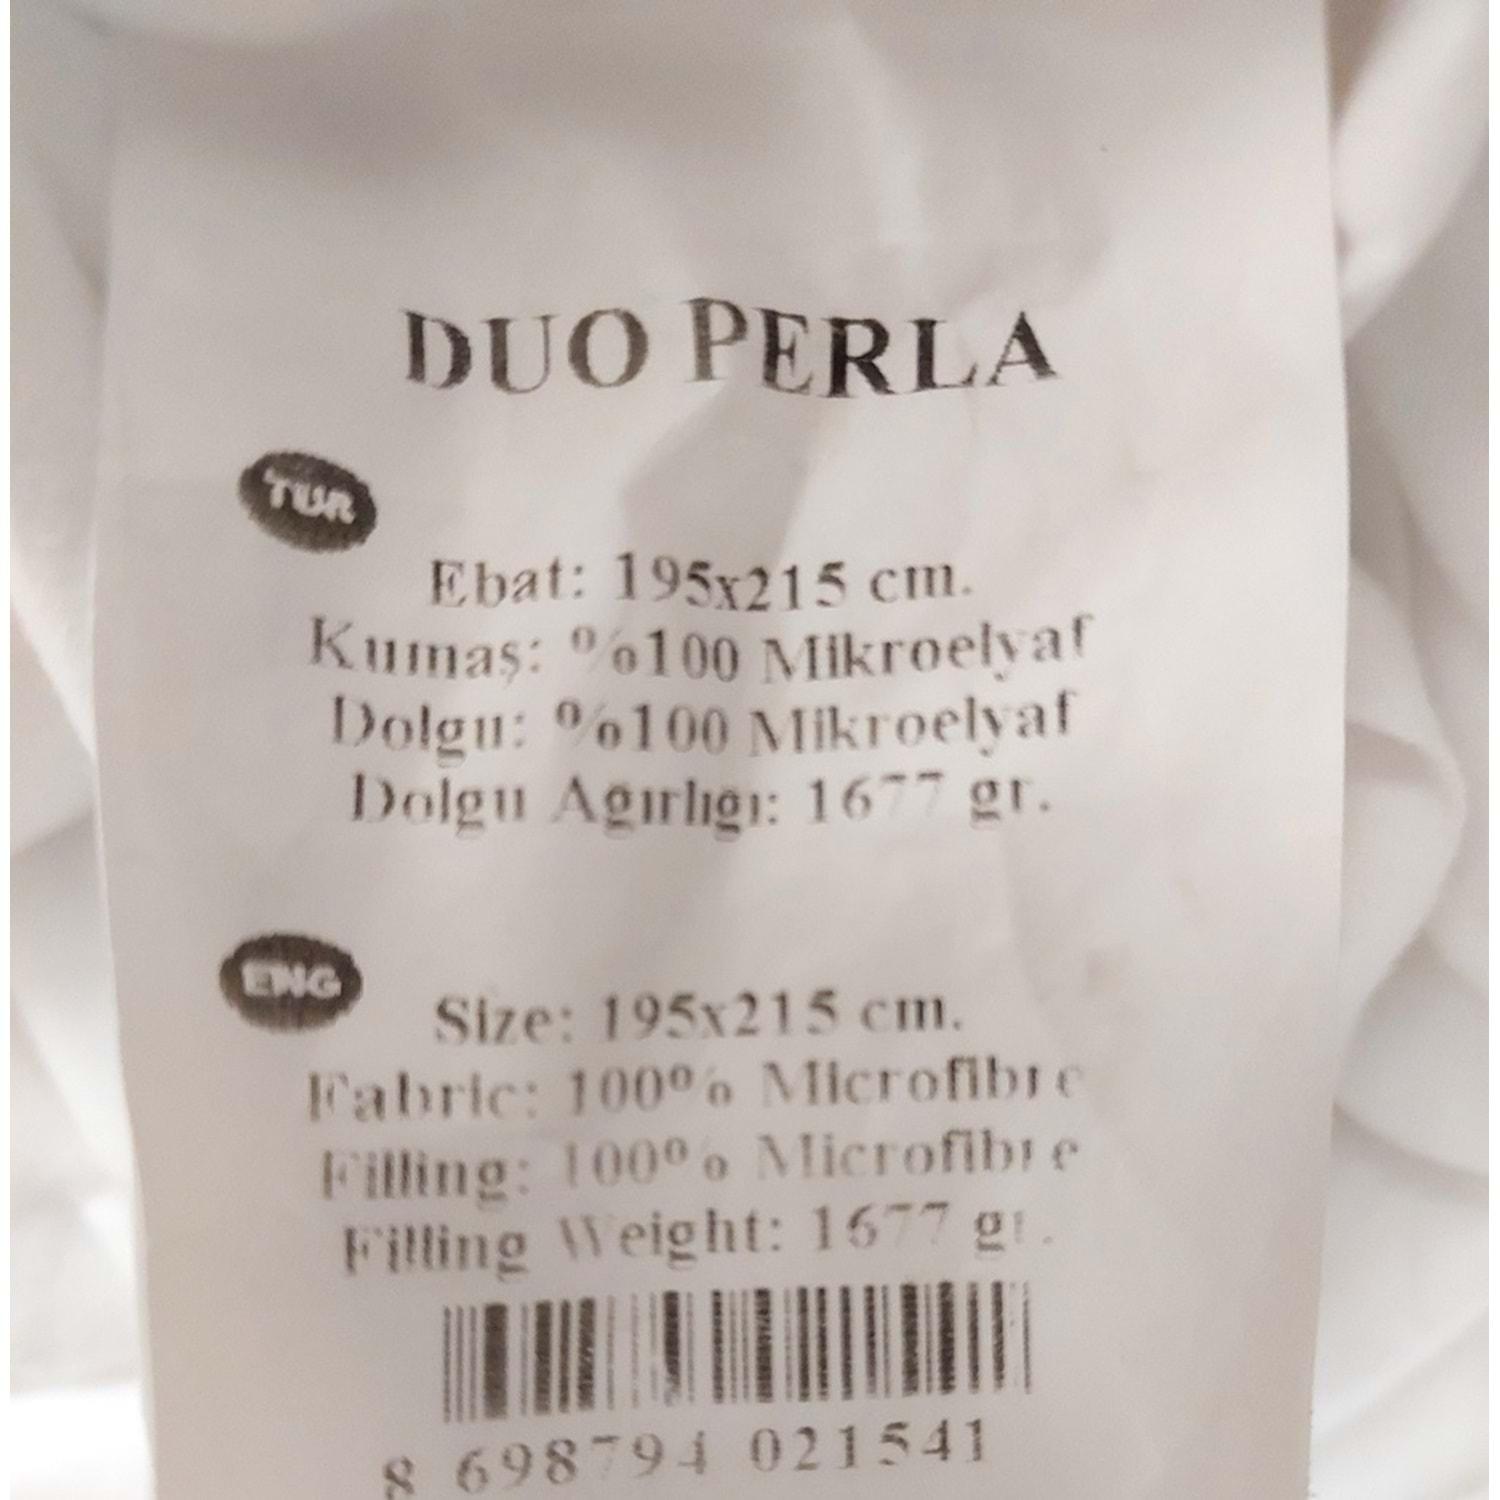 DUO PERLA
TUR
Ebat: 195x215 cm.
Kumaş: %100 Mikroelyaf
Dolgu: %100 Mikroelyaf
Dolgu Agırlıgı: 1677 gr.
ENG
Size: 195x215 cm.
Fabric: 100% Microfibre
Filling: 100% Microfibre
Filling Weight: 1677 gr.
8 698794 021541